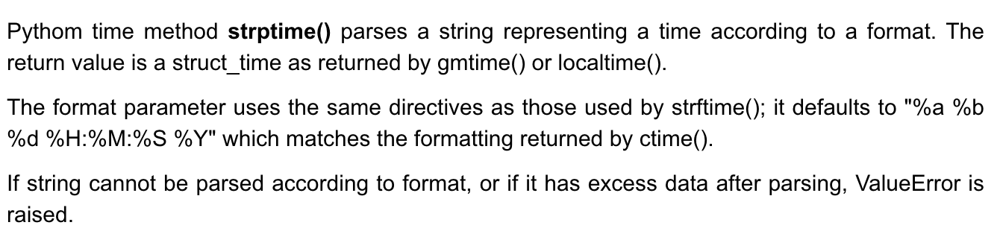 Pythom time method strptime() parses a string representing a time according to a format. The
return value is a struct_time as returned by gmtime() or localtime().
The format parameter uses the same directives as those used by strftime(); it defaults to "%a %b
%d %H:%M:%S %Y" which matches the formatting returned by ctime().
If string cannot be parsed according to format, or if it has excess data after parsing, ValueError is
raised.